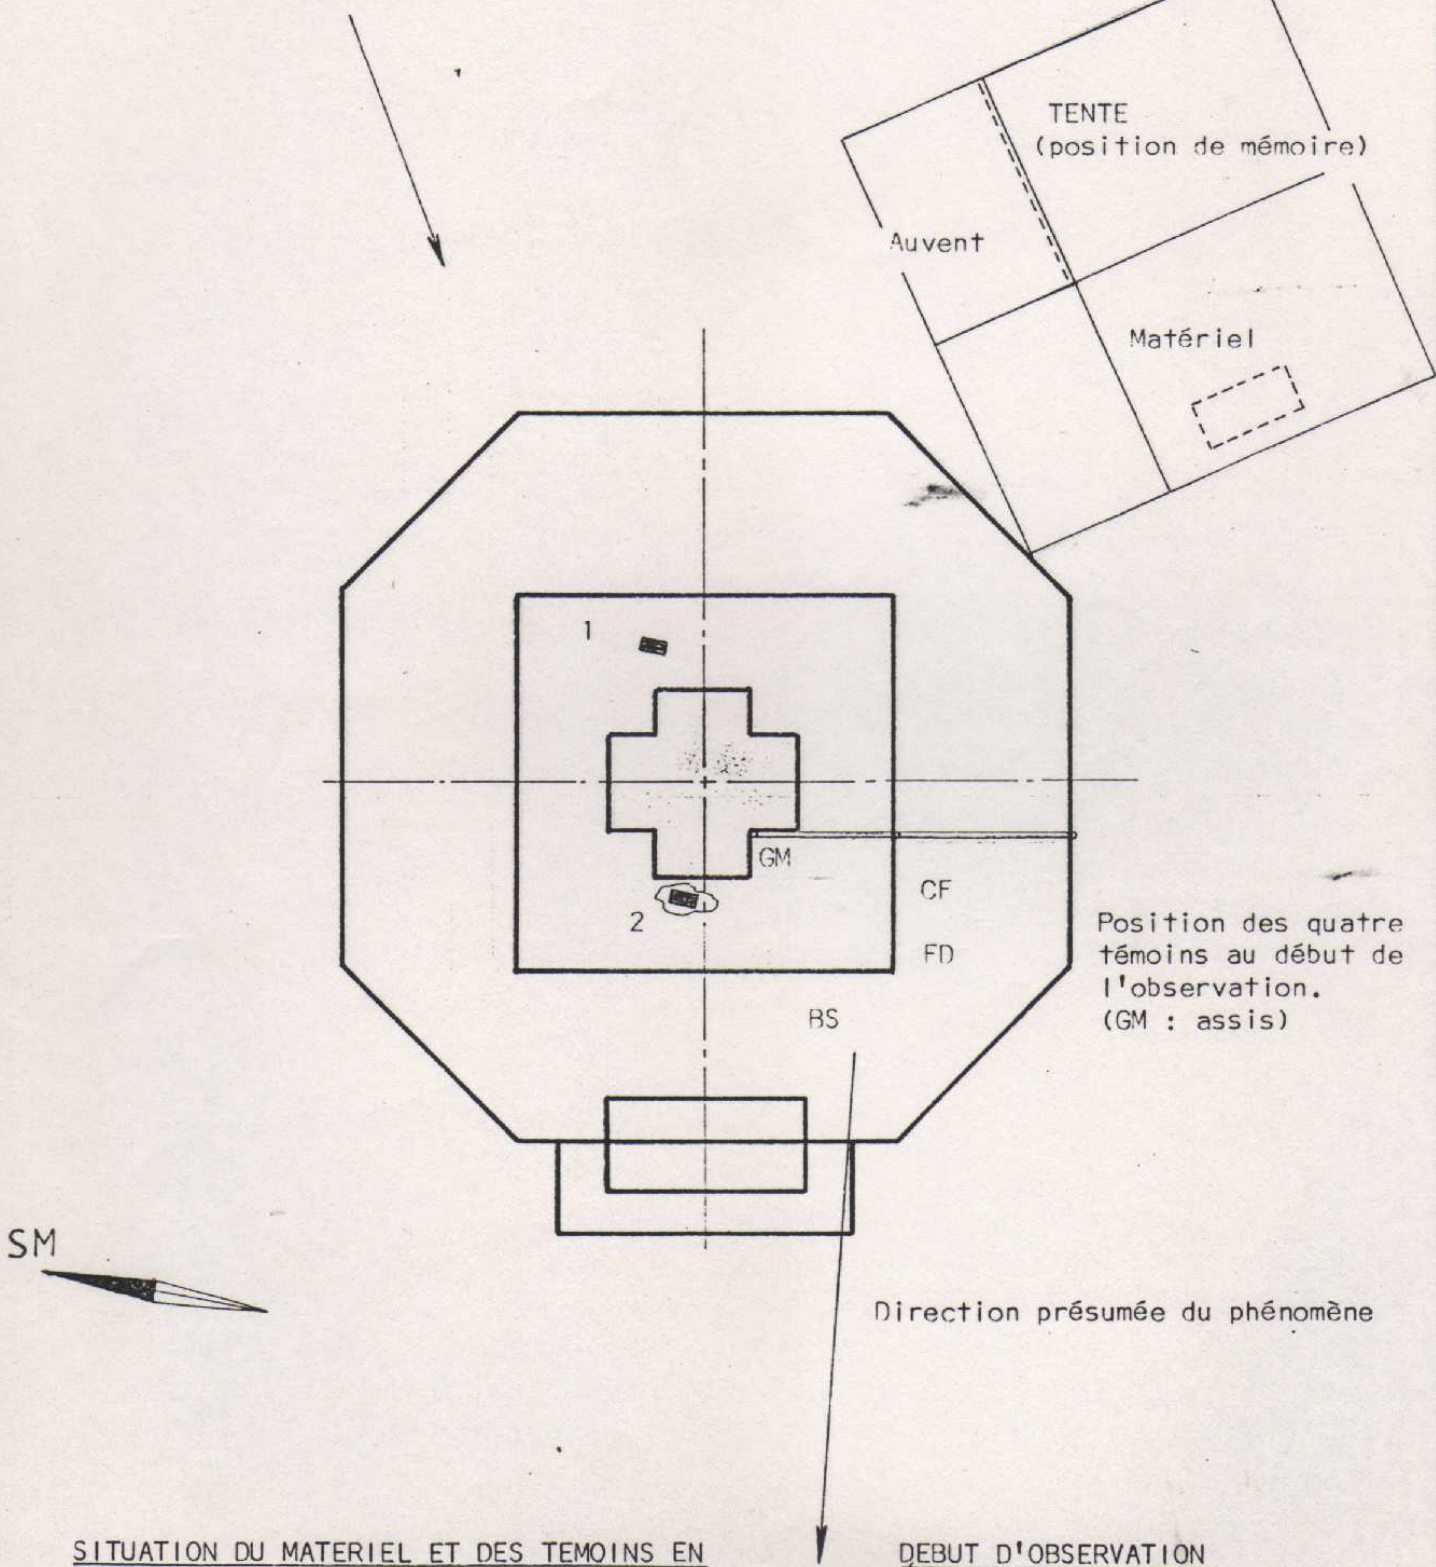 TENTE
(position de mémoire)
Auvent
Matériel
1
GM
CF
2
FD
BS
Position des quatre
témoins au début de
l'observation.
(GM : assis)
SM
Direction présumée du phénomène
SITUATION DU MATERIEL ET DES TEMOINS EN DEBUT D'OBSERVATION